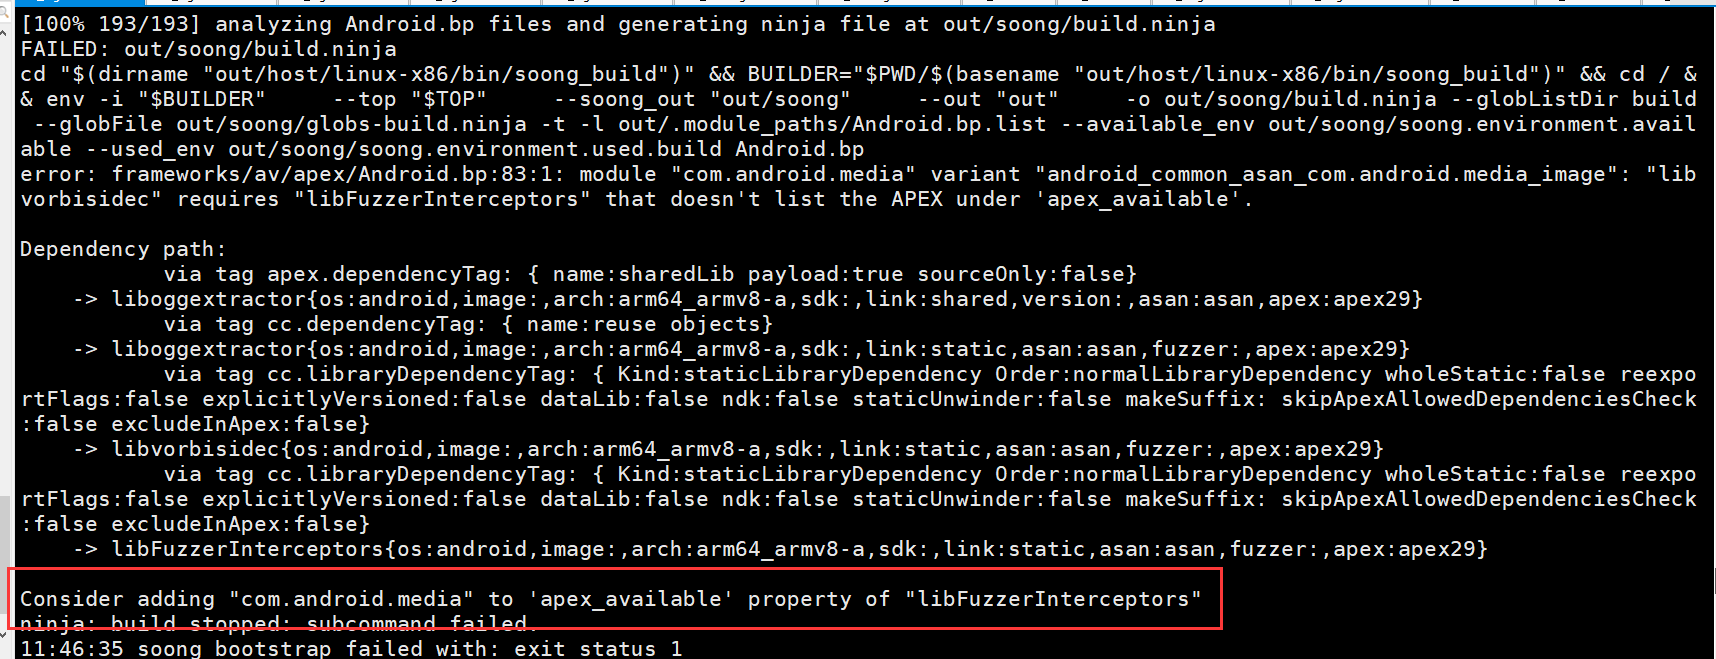 [100% 193/193] analyzing Android.bp files and generating ninja file at out/soong/build.ninja
FAILED: out/soong/build.ninja
cd "$(dirname "out/host/linux-x86/bin/soong_build")" && BUILDER="$PWD/$(basename "out/host/linux-x86/bin/soong_build")" && cd / &
& env -i "$BUILDER"     --top "$TOP"     --soong_out "out/soong"     --out "out"     -o out/soong/build.ninja --globListDir build
 --globFile out/soong/globs-build.ninja -t -l out/.module_paths/Android.bp.list --available_env out/soong/soong.environment.avail
able --used_env out/soong/soong.environment.used.build Android.bp
error: frameworks/av/apex/Android.bp:83:1: module "com.android.media" variant "android_common_asan_com.android.media_image": "lib
vorbisidec" requires "libFuzzerInterceptors" that doesn't list the APEX under 'apex_available'.
Dependency path:
           via tag apex.dependencyTag: { name:sharedLib payload:true sourceOnly:false}
    -> liboggextractor{os:android,image:,arch:arm64_armv8-a,sdk:,link:shared,version:,asan:asan,apex:apex29}
           via tag cc.dependencyTag: { name:reuse objects}
    -> liboggextractor{os:android,image:,arch:arm64_armv8-a,sdk:,link:static,asan:asan,fuzzer:,apex:apex29}
           via tag cc.libraryDependencyTag: { Kind:staticLibraryDependency Order:normalLibraryDependency wholeStatic:false reexpo
rtFlags:false explicitlyVersioned:false dataLib:false ndk:false staticUnwinder:false makeSuffix: skipApexAllowedDependenciesCheck
:false excludeInApex:false}
    -> libvorbisidec{os:android,image:,arch:arm64_armv8-a,sdk:,link:static,asan:asan,fuzzer:,apex:apex29}
           via tag cc.libraryDependencyTag: { Kind:staticLibraryDependency Order:normalLibraryDependency wholeStatic:false reexpo
rtFlags:false explicitlyVersioned:false dataLib:false ndk:false staticUnwinder:false makeSuffix: skipApexAllowedDependenciesCheck
:false excludeInApex:false}
    -> libFuzzerInterceptors{os:android,image:,arch:arm64_armv8-a,sdk:,link:static,asan:asan,fuzzer:,apex:apex29}
Consider adding "com.android.media" to 'apex_available' property of "libFuzzerInterceptors"
ninja: build stopped: subcommand failed.
11:46:35 soong bootstrap failed with: exit status 1